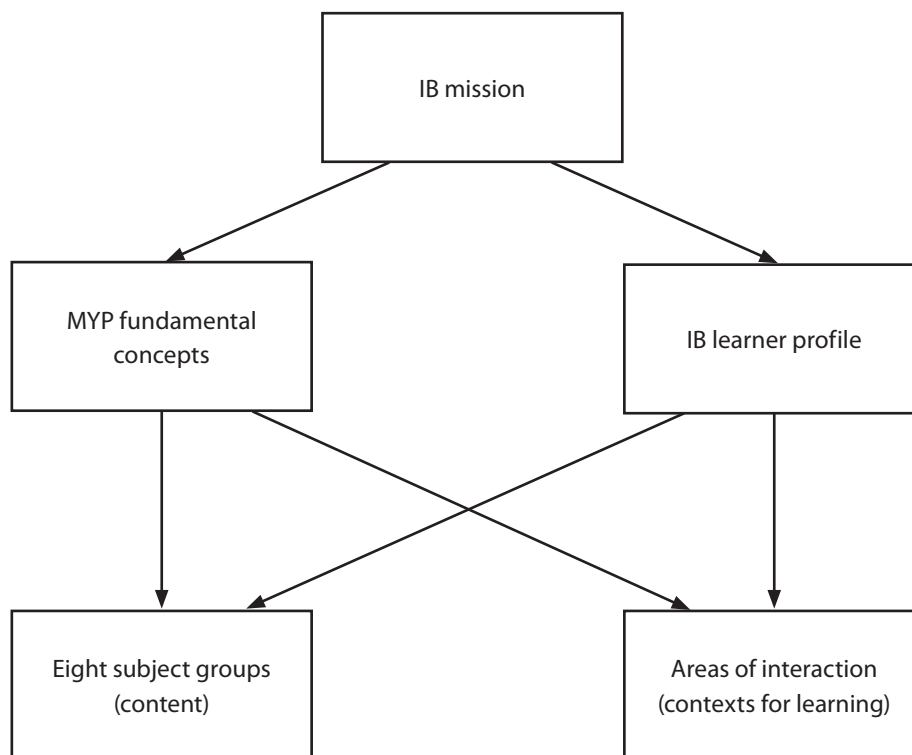 IB mission
MYP fundamental
concepts
IB learner profile
Eight subject groups
(content)
Areas of interaction
(contexts for learning)